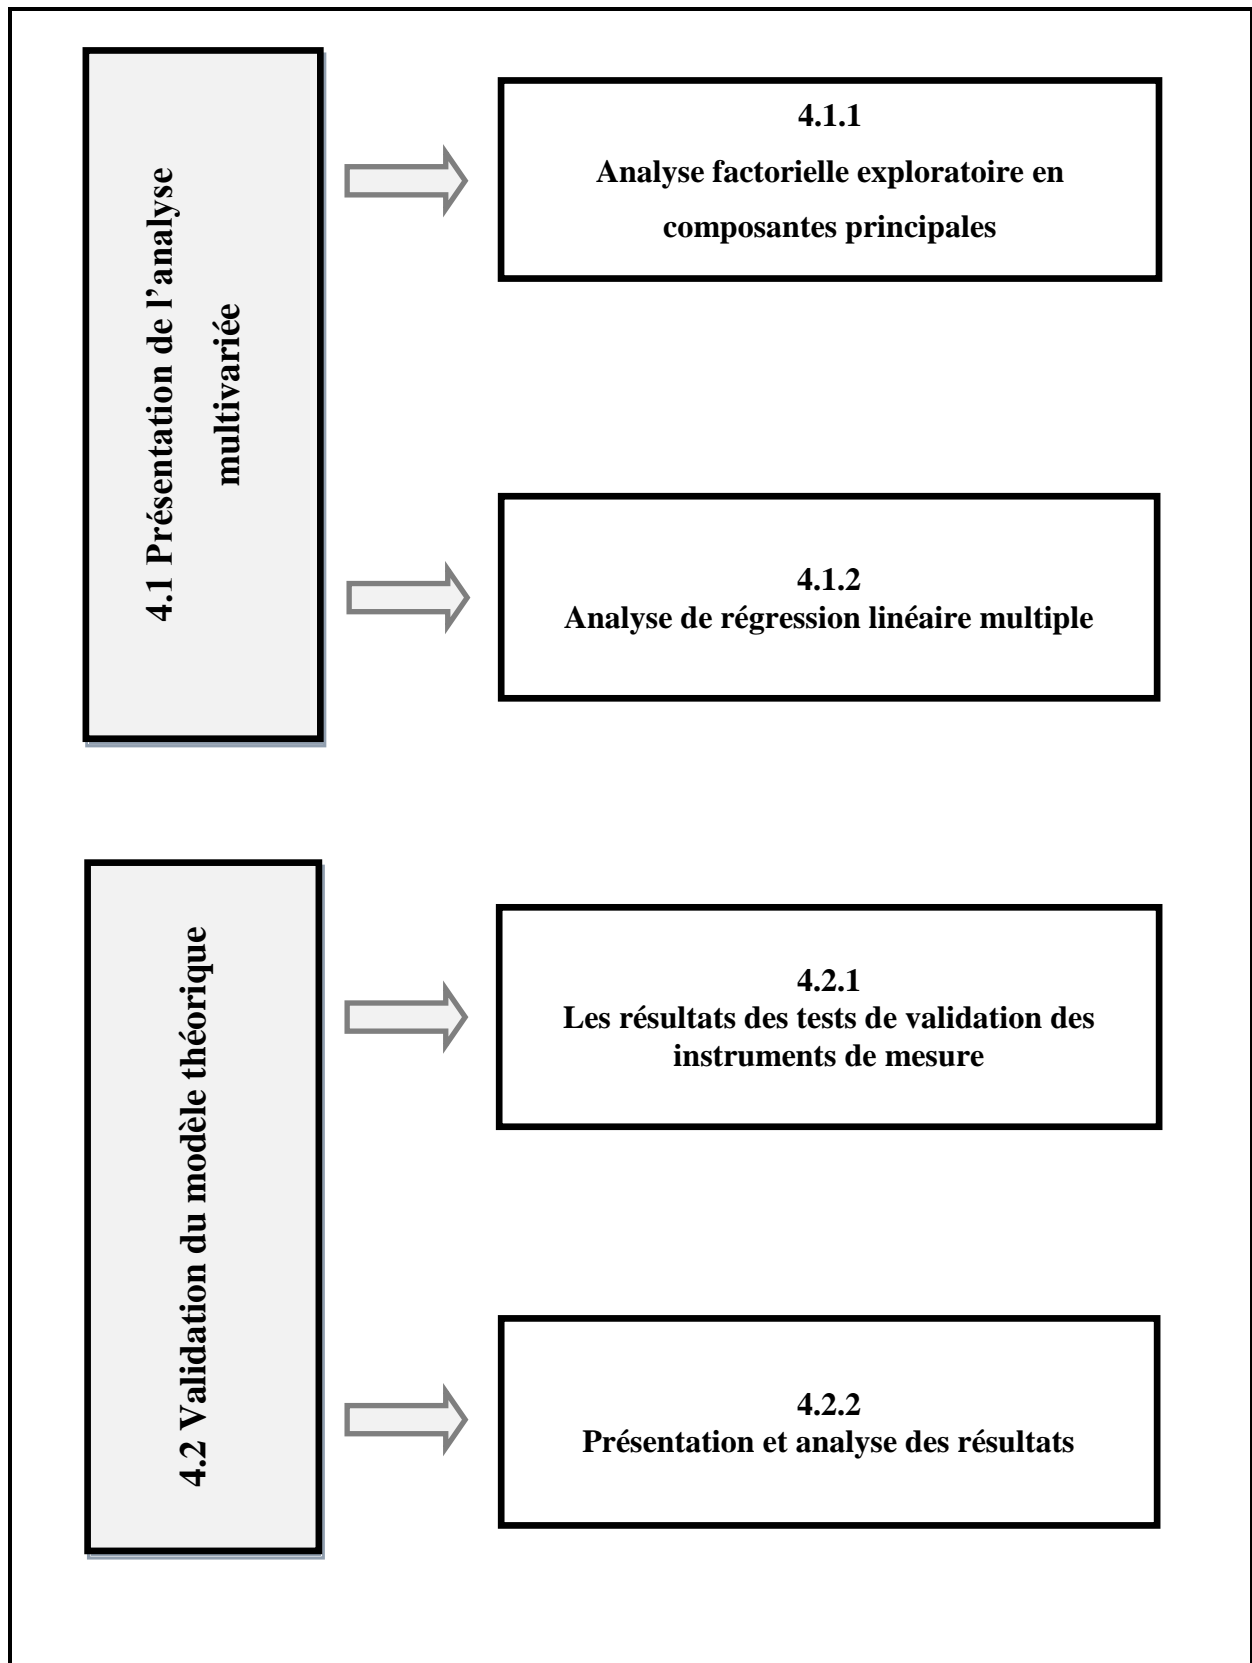 4.1 Présentation de l’analyse
multivariée
4.1.1
Analyse factorielle exploratoire en
composantes principales
4.1.2
Analyse de régression linéaire multiple
4.2 Validation du modèle théorique
4.2.1
Les résultats des tests de validation des
instruments de mesure
4.2.2
Présentation et analyse des résultats